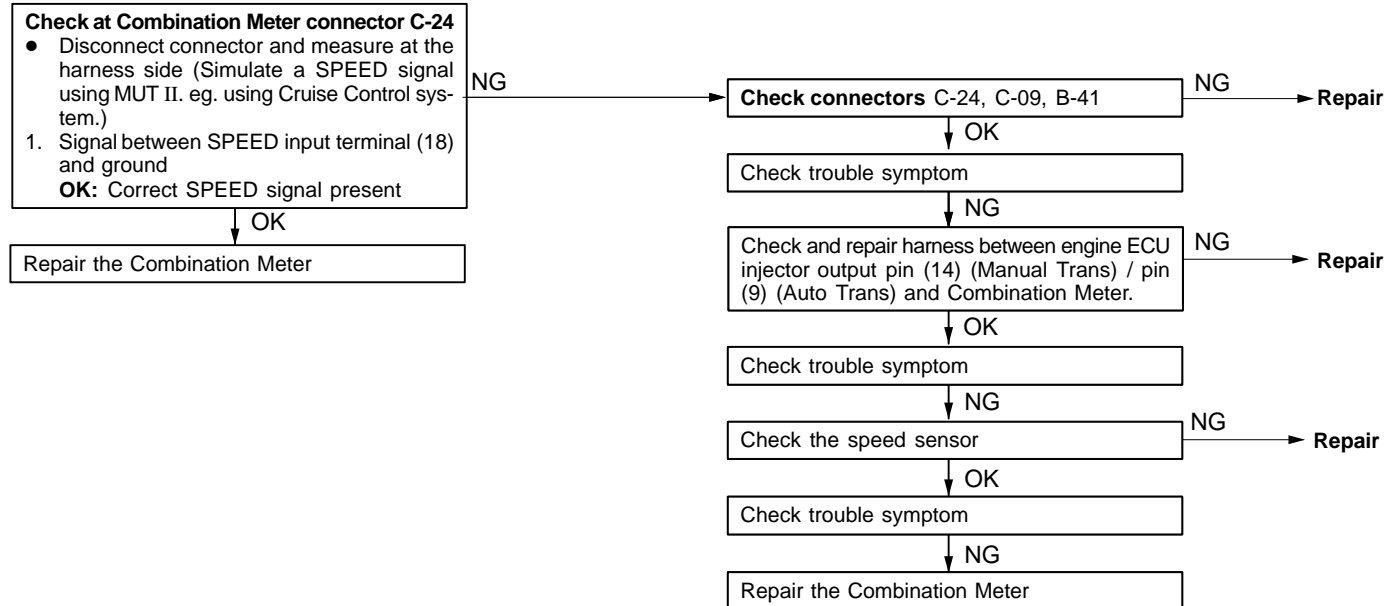 Check at Combination Meter connector C-24
● Disconnect connector and measure at the
harness side (Simulate a SPEED signal
using MUT II. eg. using Cruise Control sys-
tem.)
1. Signal between SPEED input terminal (18)
and ground
OK: Correct SPEED signal present
OK
Repair the Combination Meter
NG
Check connectors C-24, C-09, B-41
NG
Repair
OK
Check trouble symptom
NG
Check and repair harness between engine ECU
injector output pin (14) (Manual Trans) / pin
(9) (Auto Trans) and Combination Meter.
NG
Repair
OK
Check trouble symptom
NG
Check the speed sensor
NG
Repair
OK
Check trouble symptom
NG
Repair the Combination Meter